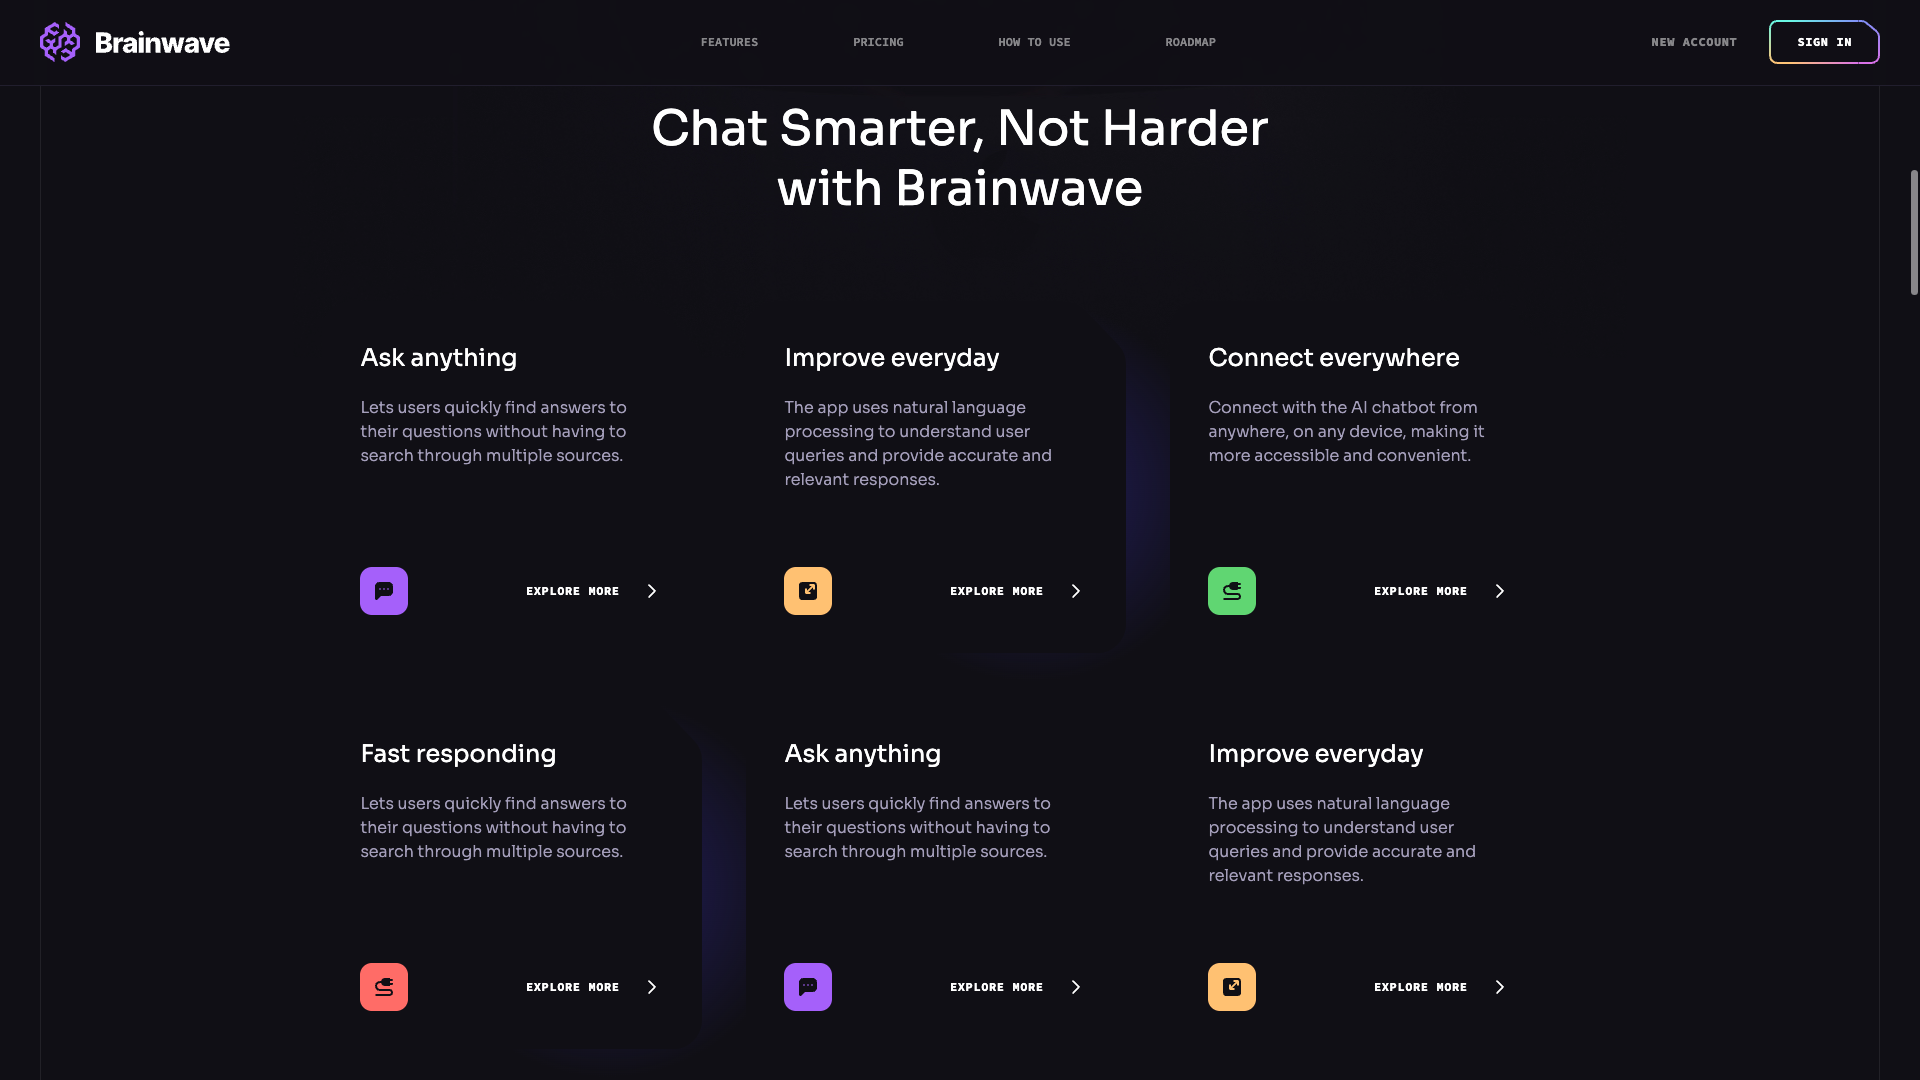 Brainwave
FEATURES
PRICING
HOW TO USE
ROADMAP
NEW ACCOUNT
SIGN IN
Chat Smarter, Not Harder
with Brainwave
Ask anything
Lets users quickly find answers to
their questions without having to
search through multiple sources.
EXPLORE MORE
Improve everyday
The app uses natural language
processing to understand user
queries and provide accurate and
relevant responses.
EXPLORE MORE
Connect everywhere
Connect with the AI chatbot from
anywhere, on any device, making it
more accessible and convenient.
EXPLORE MORE
Fast responding
Lets users quickly find answers to
their questions without having to
search through multiple sources.
EXPLORE MORE
Ask anything
Lets users quickly find answers to
their questions without having to
search through multiple sources.
EXPLORE MORE
Improve everyday
The app uses natural language
processing to understand user
queries and provide accurate and
relevant responses.
EXPLORE MORE